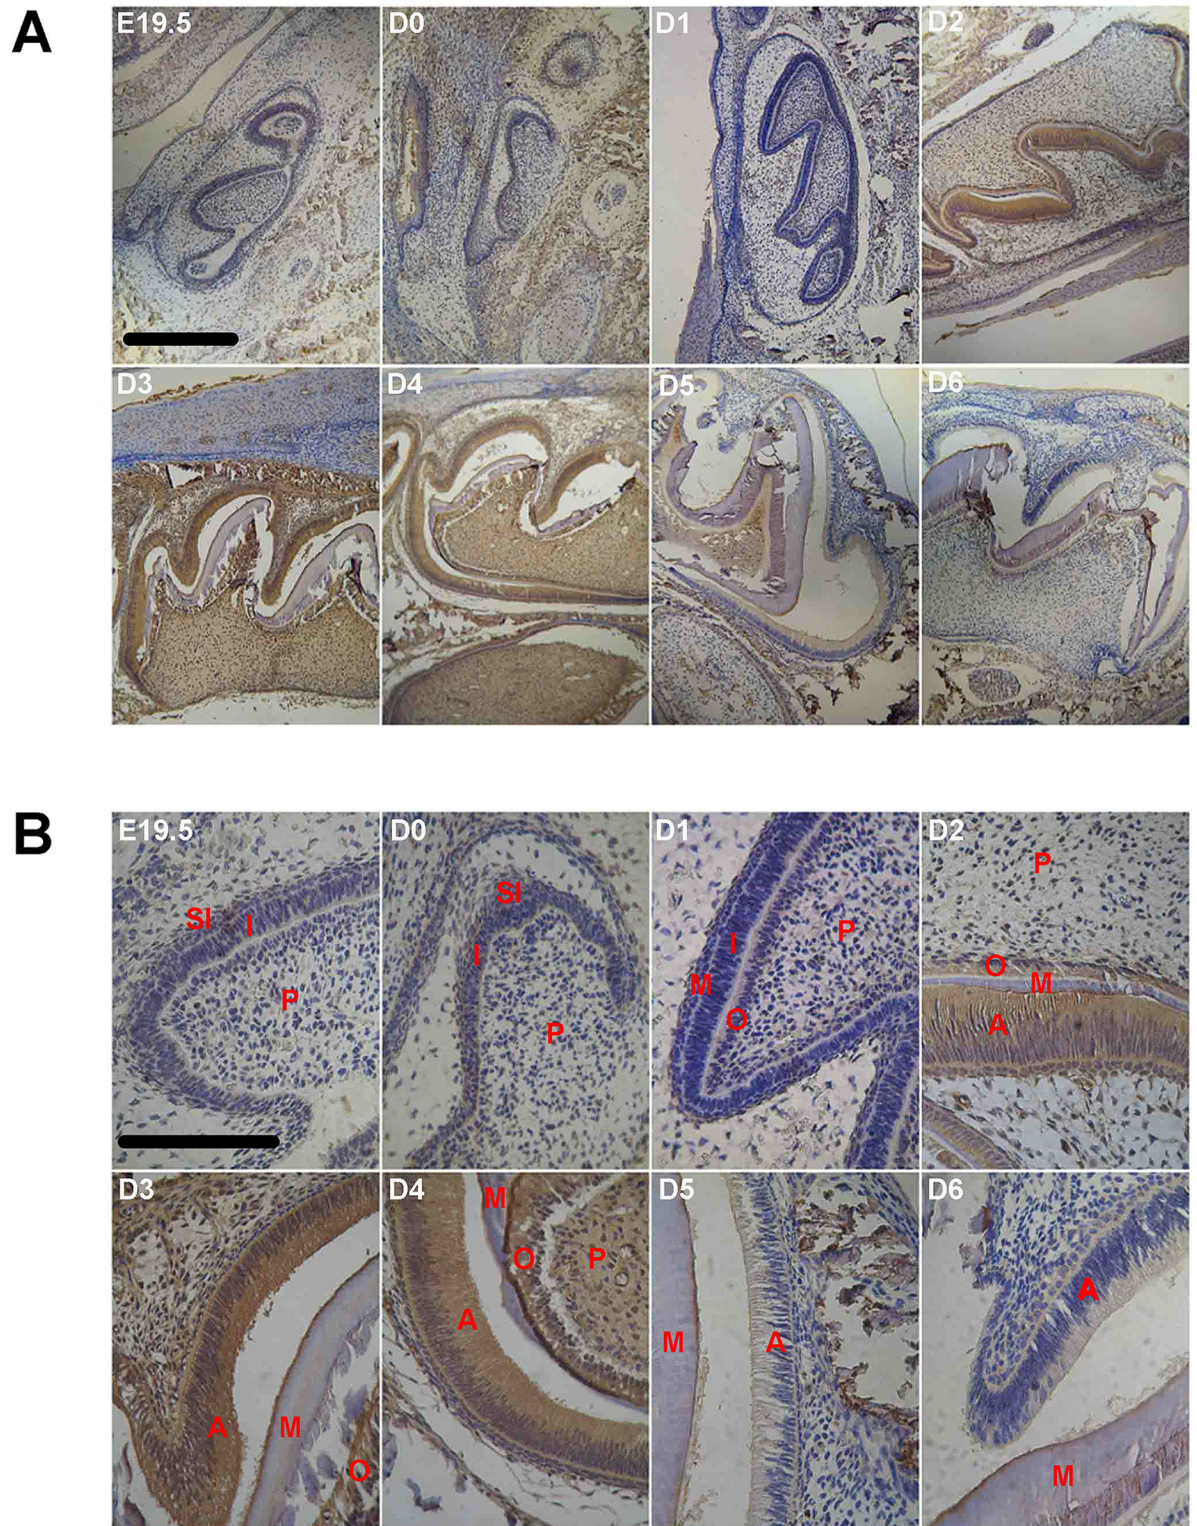 A
E19.5 D0 D1 D2
D3 D4 D5 D6
B
E19.5 D0 D1 D2
SI I P
SI I P
I M O P
P O M A
D3 D4 D5 D6
A M O
M O P A
M A
A M